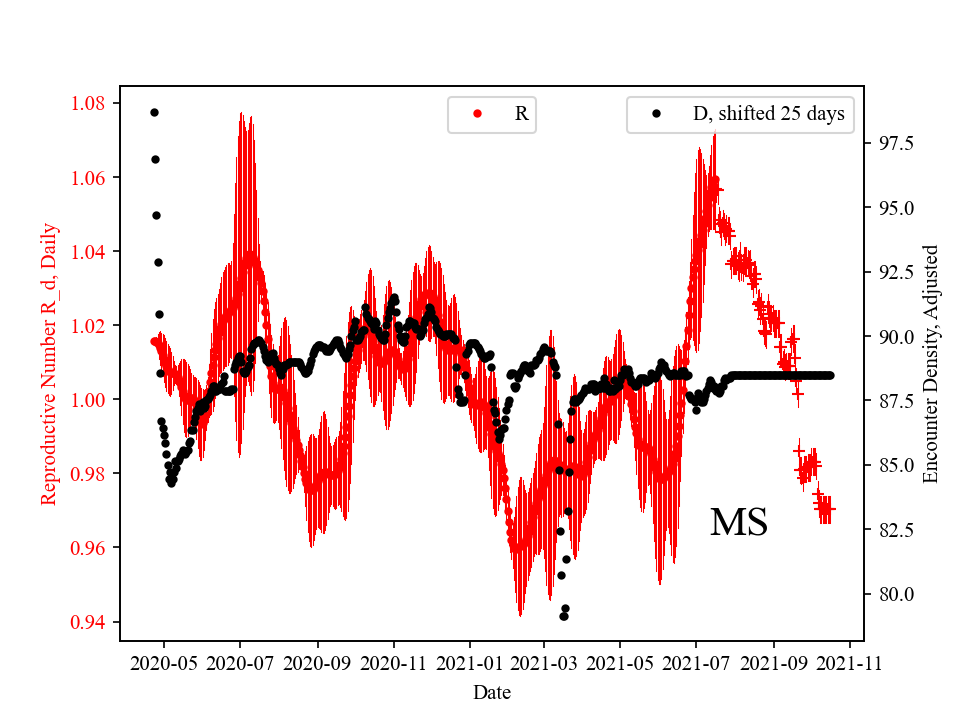 R
D, shifted 25 days
Reproductive Number R_d, Daily
1.08
1.06
1.04
1.02
1.00
0.98
0.96
0.94
97.5
95.0
92.5
90.0
87.5
85.0
82.5
80.0
Encounter Density, Adjusted
MS
2020-05 2020-07 2020-09 2020-11 2021-01 2021-03 2021-05 2021-07 2021-09 2021-11
Date